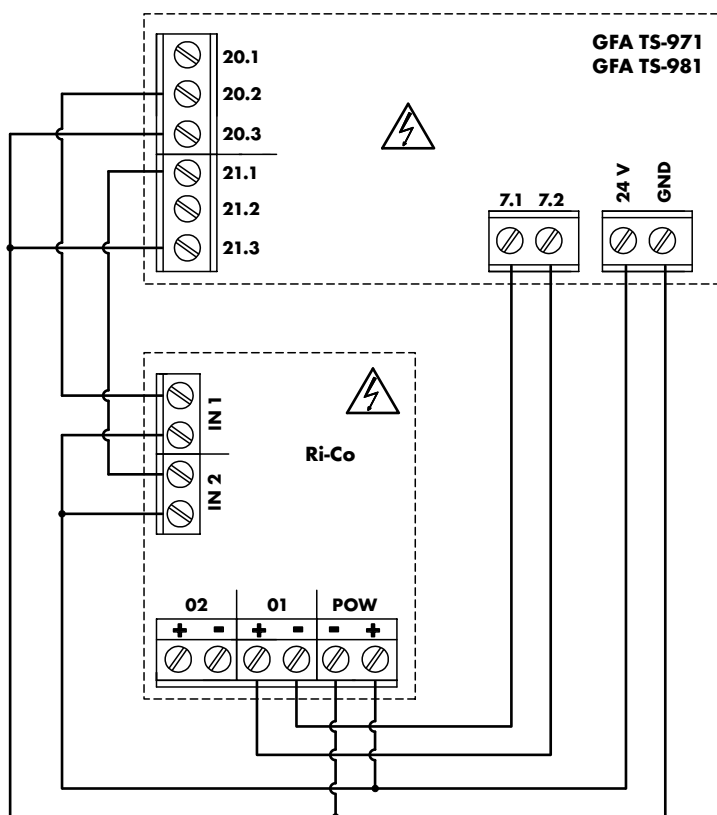 GFA TS-971
GFA TS-981
20.1
20.2
20.3
21.1
21.2
21.3
7.1 7.2
24 V
GND
IN 1
IN 2
Ri-Co
02 01 POW
+ - + - - +